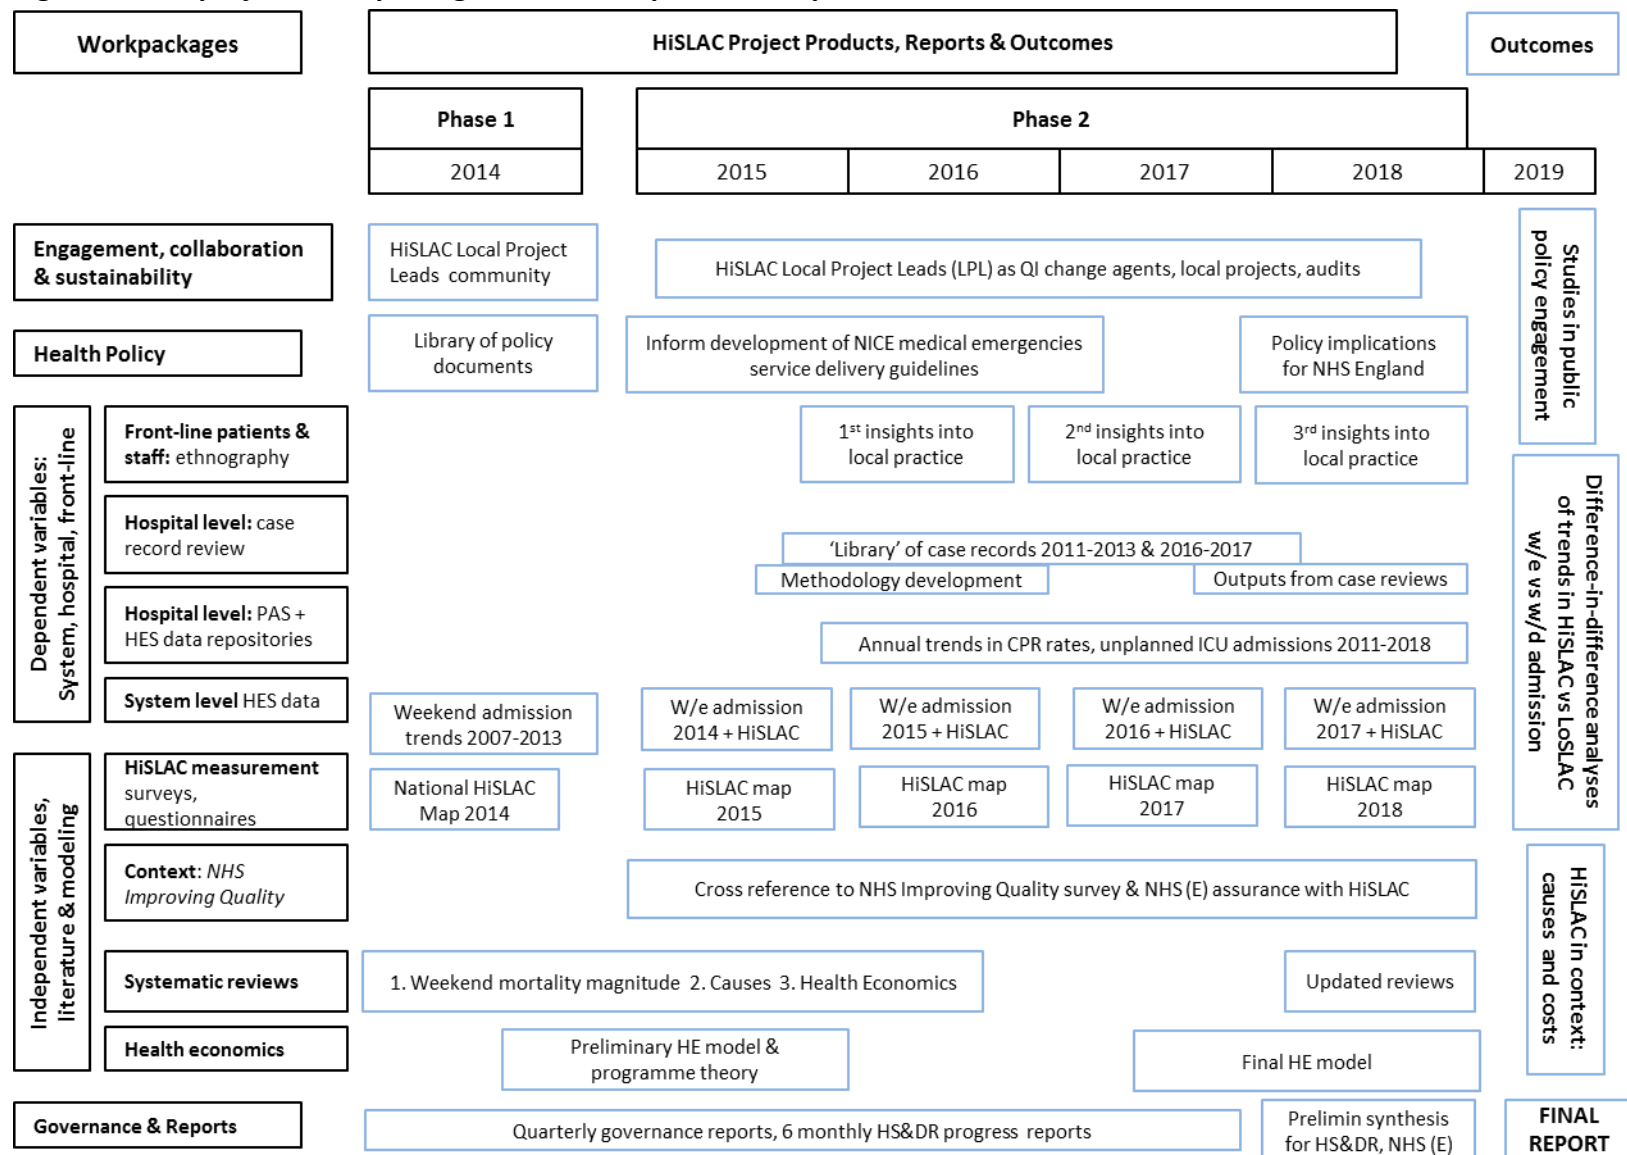 Workpackages
HiSLAC Project Products, Reports & Outcomes
Outcomes
Phase 1
Phase 2
2014
2015
2016
2017
2018
2019
Engagement, collaboration
& sustainability
HiSLAC Local Project
Leads community
HiSLAC Local Project Leads (LPL) as QI change agents, local projects, audits
Studies in public
policy engagement
Health Policy
Library of policy
documents
Inform development of NICE medical emergencies
service delivery guidelines
Policy implications
for NHS England
Dependent variables:
System, hospital, front-line
Front-line patients &
staff: ethnography
1st insights into
local practice
2nd insights into
local practice
3rd insights into
local practice
Difference-in-difference analyses
of trends in HiSLAC vs LoSLAC
w/e vs w/d admission
Hospital level: case
record review
‘Library’ of case records 2011-2013 & 2016-2017
Methodology development
Outputs from case reviews
Hospital level: PAS +
HES data repositories
Annual trends in CPR rates, unplanned ICU admissions 2011-2018
System level HES data
Weekend admission
trends 2007-2013
W/e admission
2014 + HiSLAC
W/e admission
2015 + HiSLAC
W/e admission
2016 + HiSLAC
W/e admission
2017 + HiSLAC
Independent variables,
literature & modeling
HiSLAC measurement
surveys,
questionnaires
National HiSLAC
Map 2014
HiSLAC map
2015
HiSLAC map
2016
HiSLAC map
2017
HiSLAC map
2018
Context: NHS
Improving Quality
Cross reference to NHS Improving Quality survey & NHS (E) assurance with HiSLAC
HiSLAC in context:
causes and costs
Systematic reviews
1. Weekend mortality magnitude 2. Causes 3. Health Economics
Updated reviews
Health economics
Preliminary HE model &
programme theory
Final HE model
Governance & Reports
Quarterly governance reports, 6 monthly HS&DR progress reports
Prelimin synthesis
for HS&DR, NHS (E)
FINAL
REPORT